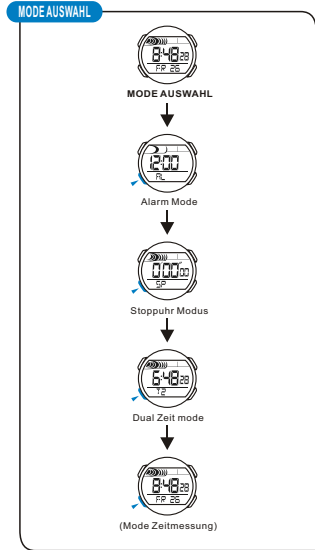 MODE AUSWAHL
8:48 28
FR 26
MODE AUSWAHL
12:00
AL
Alarm Mode
0:00 00
SP
Stoppuhr Modus
6:48 28
T2
Dual Zeit mode
8:48 28
FR 26
(Mode Zeitmessung)